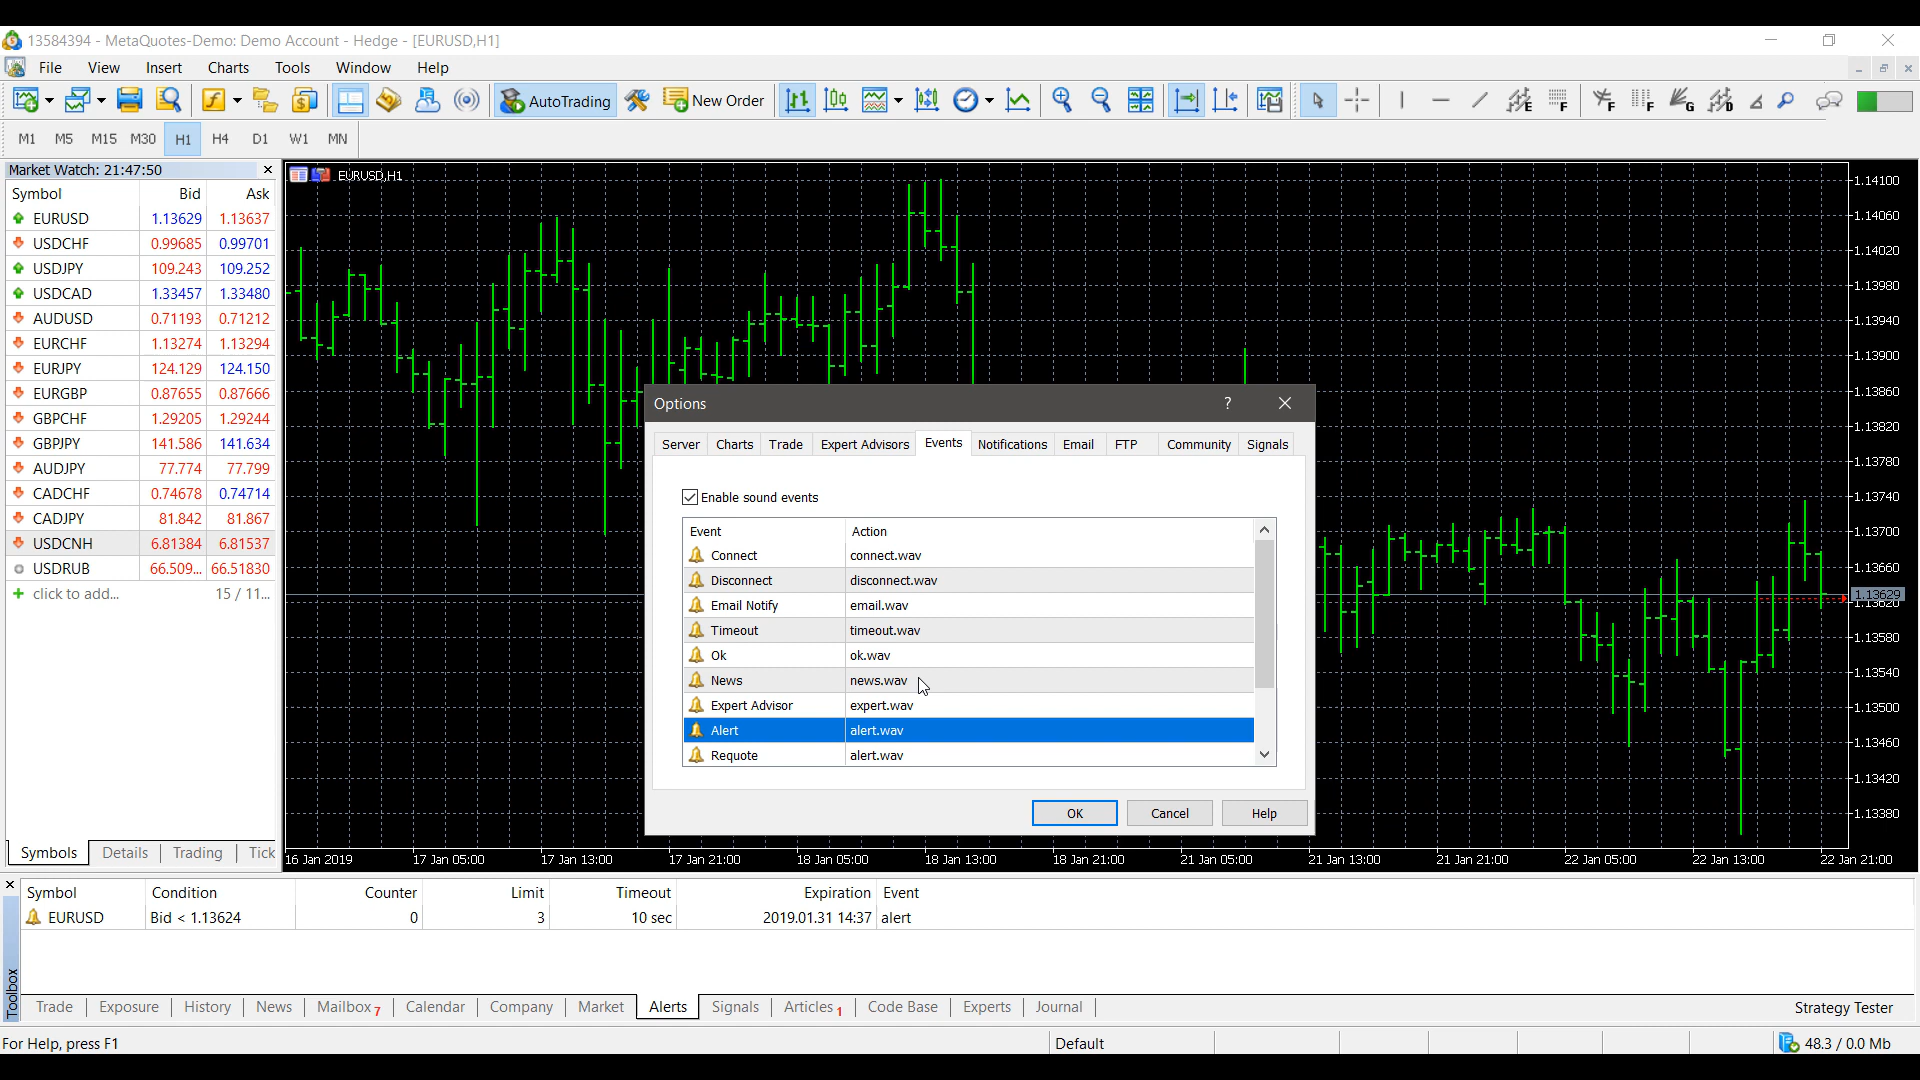 13584394 - MetaQuotes-Demo: Demo Account - Hedge - [EURUSD,H1]
File View Insert Charts Tools Window Help
AutoTrading New Order
M1 M5 M15 M30 H1 H4 D1 W1 MN
Market Watch: 21:47:50
Symbol Bid Ask
EURUSD 1.13629 1.13637
USDCHF 0.99685 0.99701
USDJPY 109.243 109.252
USDCAD 1.33457 1.33480
AUDUSD 0.71193 0.71212
EURCHF 1.13274 1.13294
EURJPY 124.129 124.150
EURGBP 0.87655 0.87666
GBPCHF 1.29205 1.29244
GBPJPY 141.586 141.634
AUDJPY 77.774 77.799
CADCHF 0.74678 0.74714
CADJPY 81.842 81.867
USDCNH 6.81384 6.81537
USDRUB 66.509... 66.51830
click to add... 15 / 11...
Symbols Details Trading Tick
EURUSD,H1
1.14100
1.14060
1.14020
1.13980
1.13940
1.13900
1.13860
1.13820
1.13780
1.13740
1.13700
1.13660
1.13629
1.13620
1.13580
1.13540
1.13500
1.13460
1.13420
1.13380
16 Jan 2019 17 Jan 05:00 17 Jan 13:00 17 Jan 21:00 18 Jan 05:00 18 Jan 13:00 18 Jan 21:00 21 Jan 05:00 21 Jan 13:00 21 Jan 21:00 22 Jan 05:00 22 Jan 13:00 22 Jan 21:00
Options ?
Server Charts Trade Expert Advisors Events Notifications Email FTP Community Signals
Enable sound events
Event Action
Connect connect.wav
Disconnect disconnect.wav
Email Notify email.wav
Timeout timeout.wav
Ok ok.wav
News news.wav
Expert Advisor expert.wav
Alert alert.wav
Requote alert.wav
OK Cancel Help
Symbol Condition Counter Limit Timeout Expiration Event
EURUSD Bid < 1.13624 0 3 10 sec 2019.01.31 14:37 alert
Toolbox
Trade Exposure History News Mailbox 7 Calendar Company Market Alerts Signals Articles 1 Code Base Experts Journal Strategy Tester
For Help, press F1 Default 48.3 / 0.0 Mb